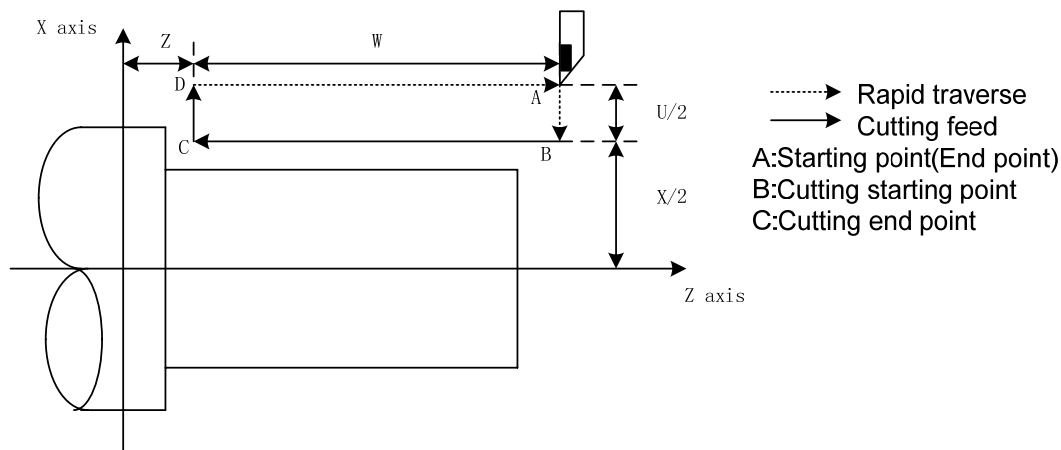 X axis
Z
W
D
A
U/2
C
B
X/2
Z axis
Rapid traverse
Cutting feed
A:Starting point(End point)
B:Cutting starting point
C:Cutting end point